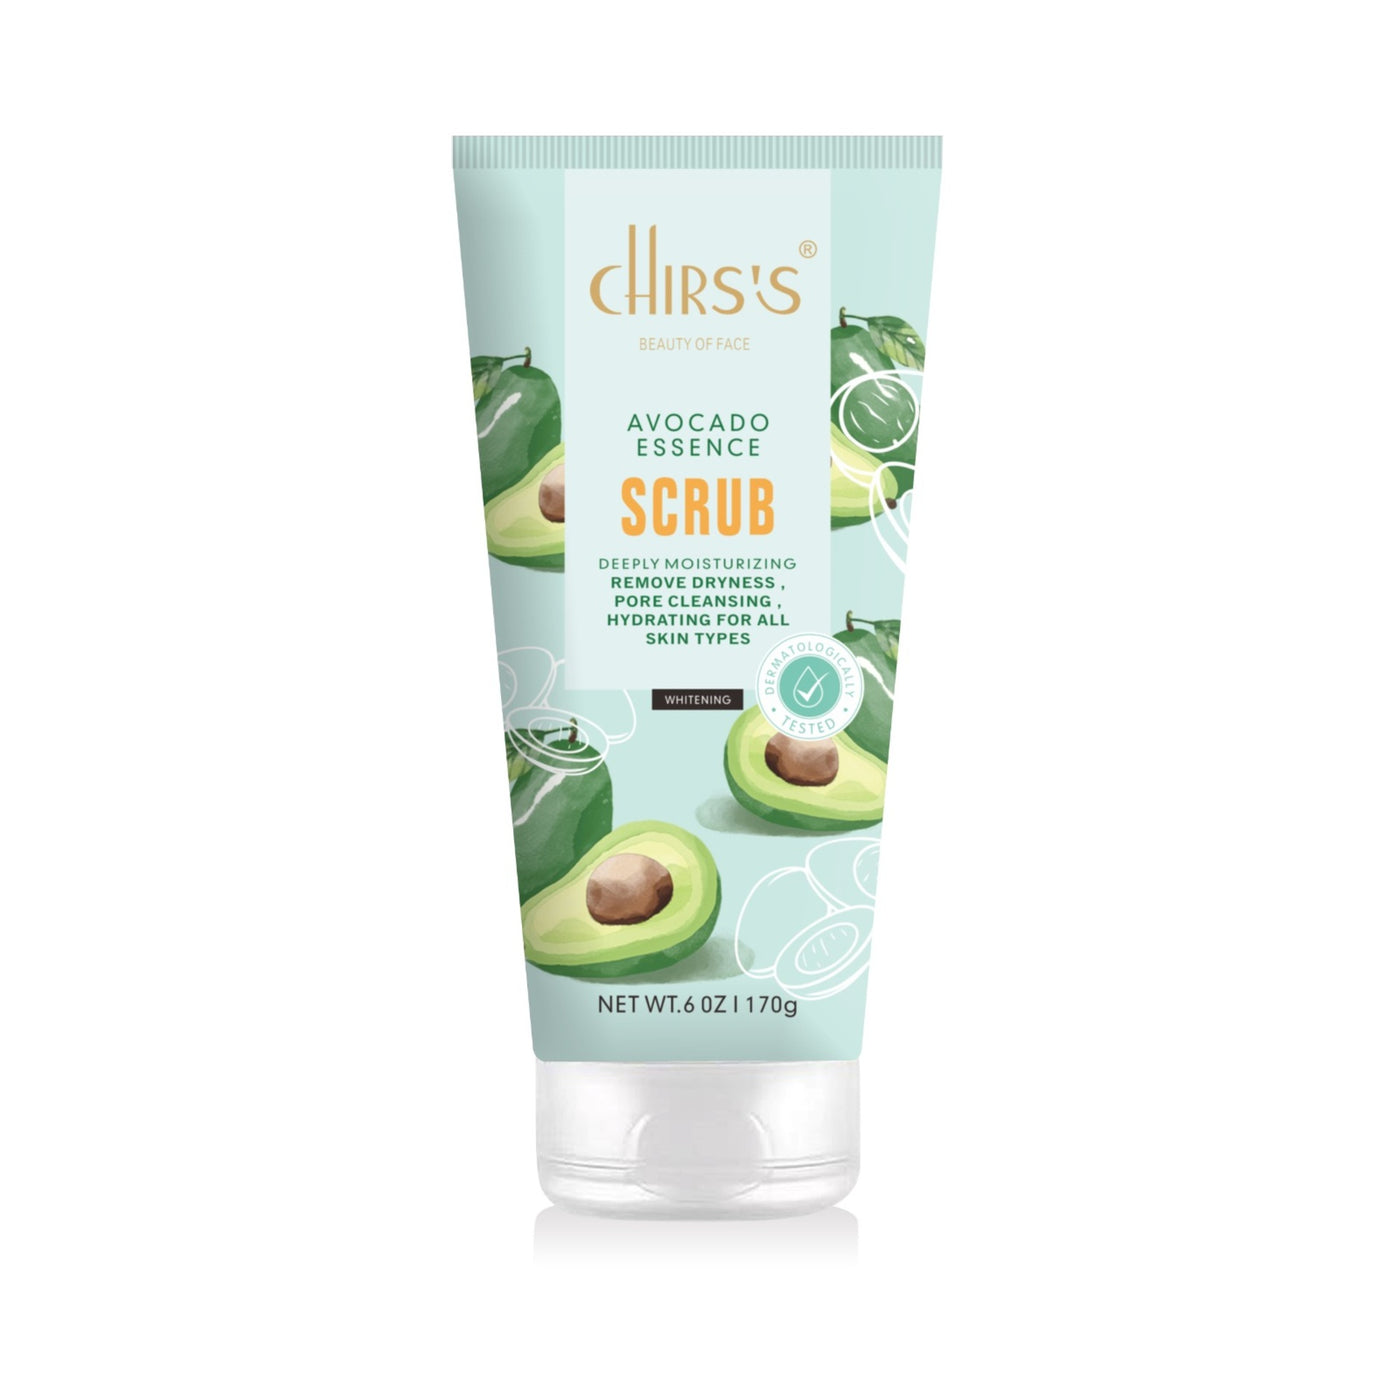 CHIRS'S®
BEAUTY OF FACE
AVOCADO
ESSENCE
SCRUB
DEEPLY MOISTURIZING
REMOVE DRYNESS ,
PORE CLEANSING ,
HYDRATING FOR ALL
SKIN TYPES
DERMATOLOGICALLY
• TESTED •
WHITENING
NET WT.6 OZ I 170g